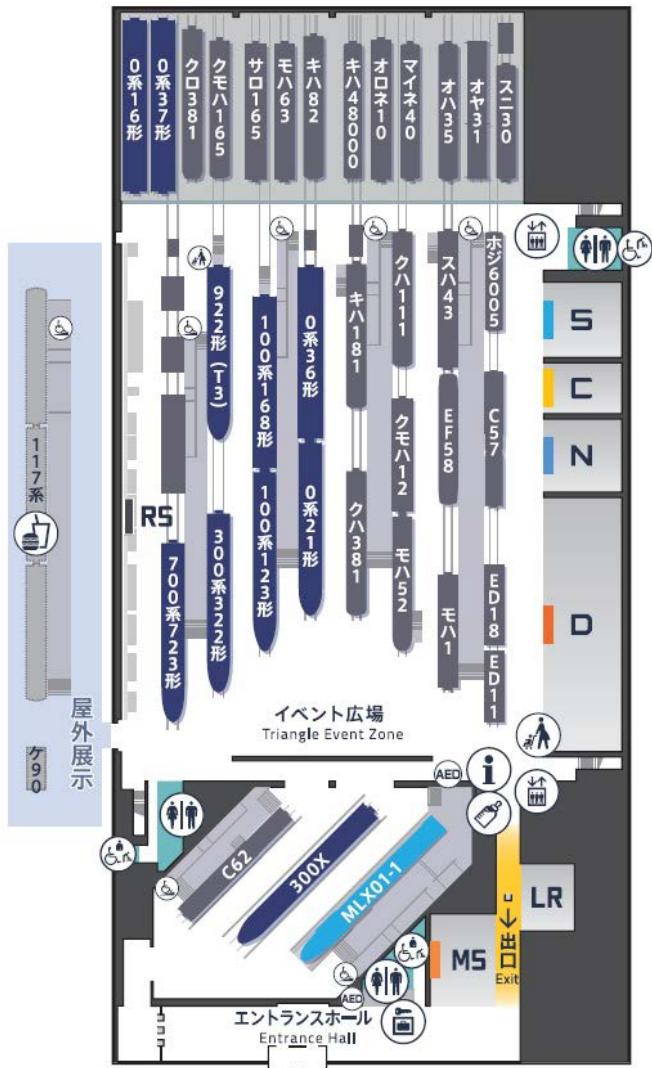 0系16形
0系37形
クロ381
クモハ165
サロ165
モハ63
キハ82
キハ48000
オロネ10
マイネ40
オハ35
オヤ31
スニ30
922形(T3)
100系168形
0系36形
キハ181
クハ111
スハ43
ホジ6005
S
C
クモハ12
EF58
C57
N
117系
RS
700系723形
300系322形
100系123形
0系21形
クハ381
モハ52
モハ1
ED18
ED11
D
イベント広場
Triangle Event Zone
屋外展示
ケ90
AED
i
C62
300X
MLX01-1
LR
MS
出口
Exit
AED
エントランスホール
Entrance Hall